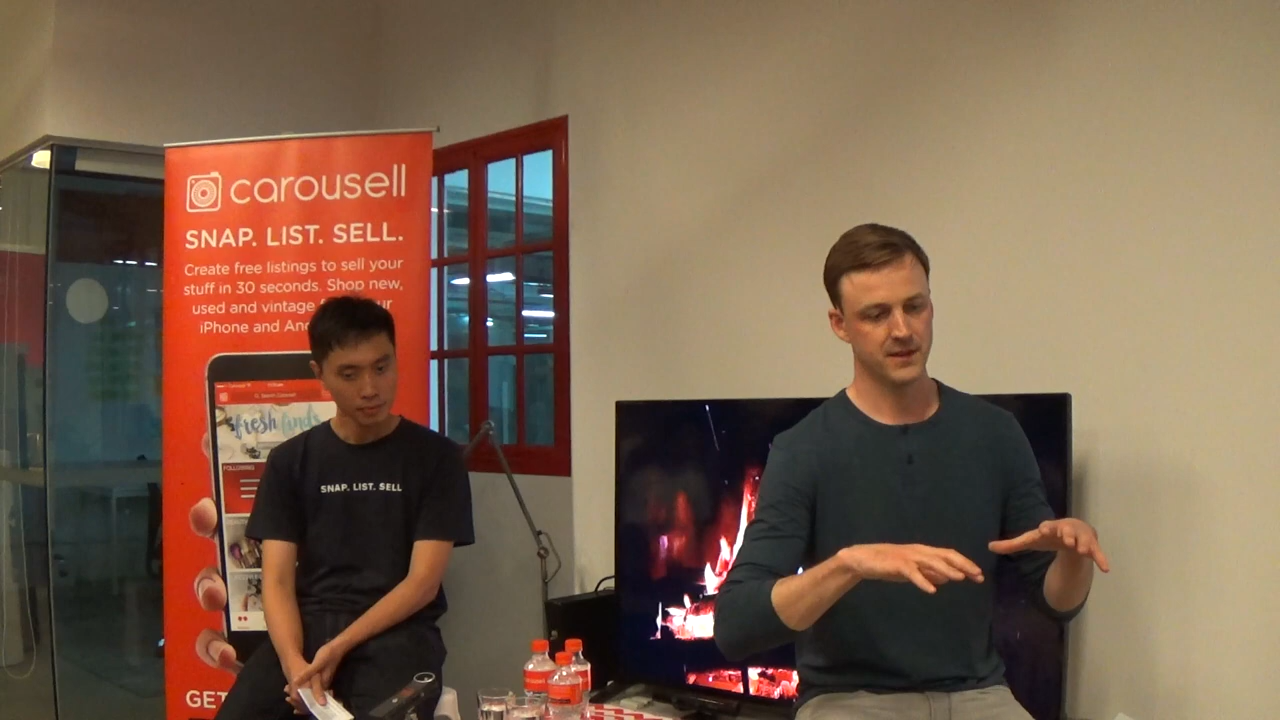 carousell
SNAP. LIST. SELL.
Create free listings to sell your
stuff in 30 seconds. Shop new,
used and vintage
iPhone and
fresh finds
FOLLOWING
SNAP. LIST. SELL
GET